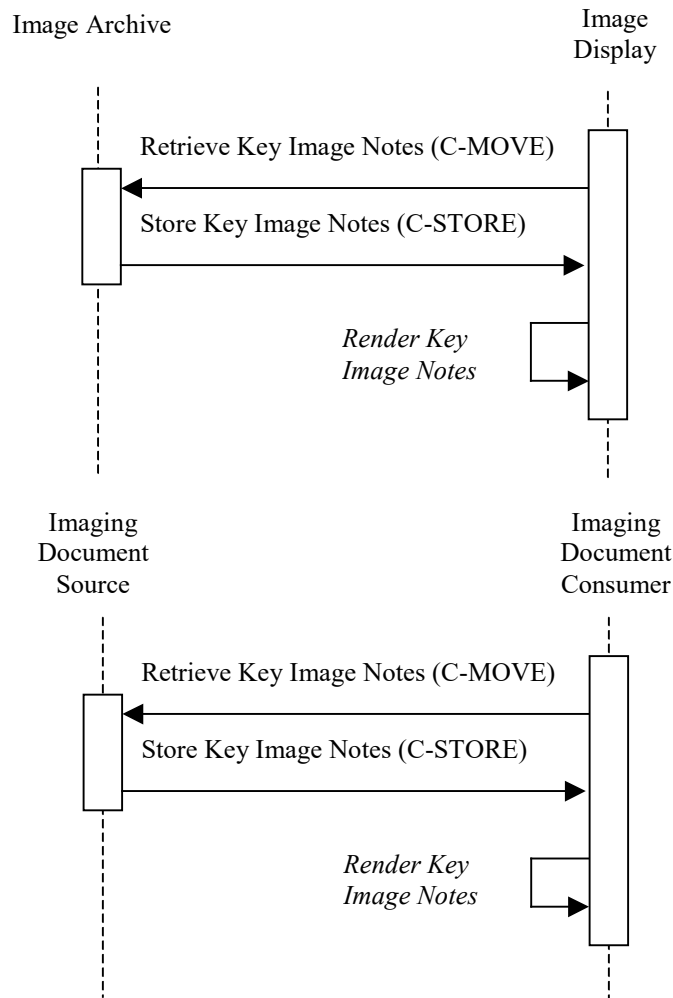 Image Archive
Image
Display
Retrieve Key Image Notes (C-MOVE)
Store Key Image Notes (C-STORE)
Render Key
Image Notes
Imaging
Document
Source
Imaging
Document
Consumer
Retrieve Key Image Notes (C-MOVE)
Store Key Image Notes (C-STORE)
Render Key
Image Notes